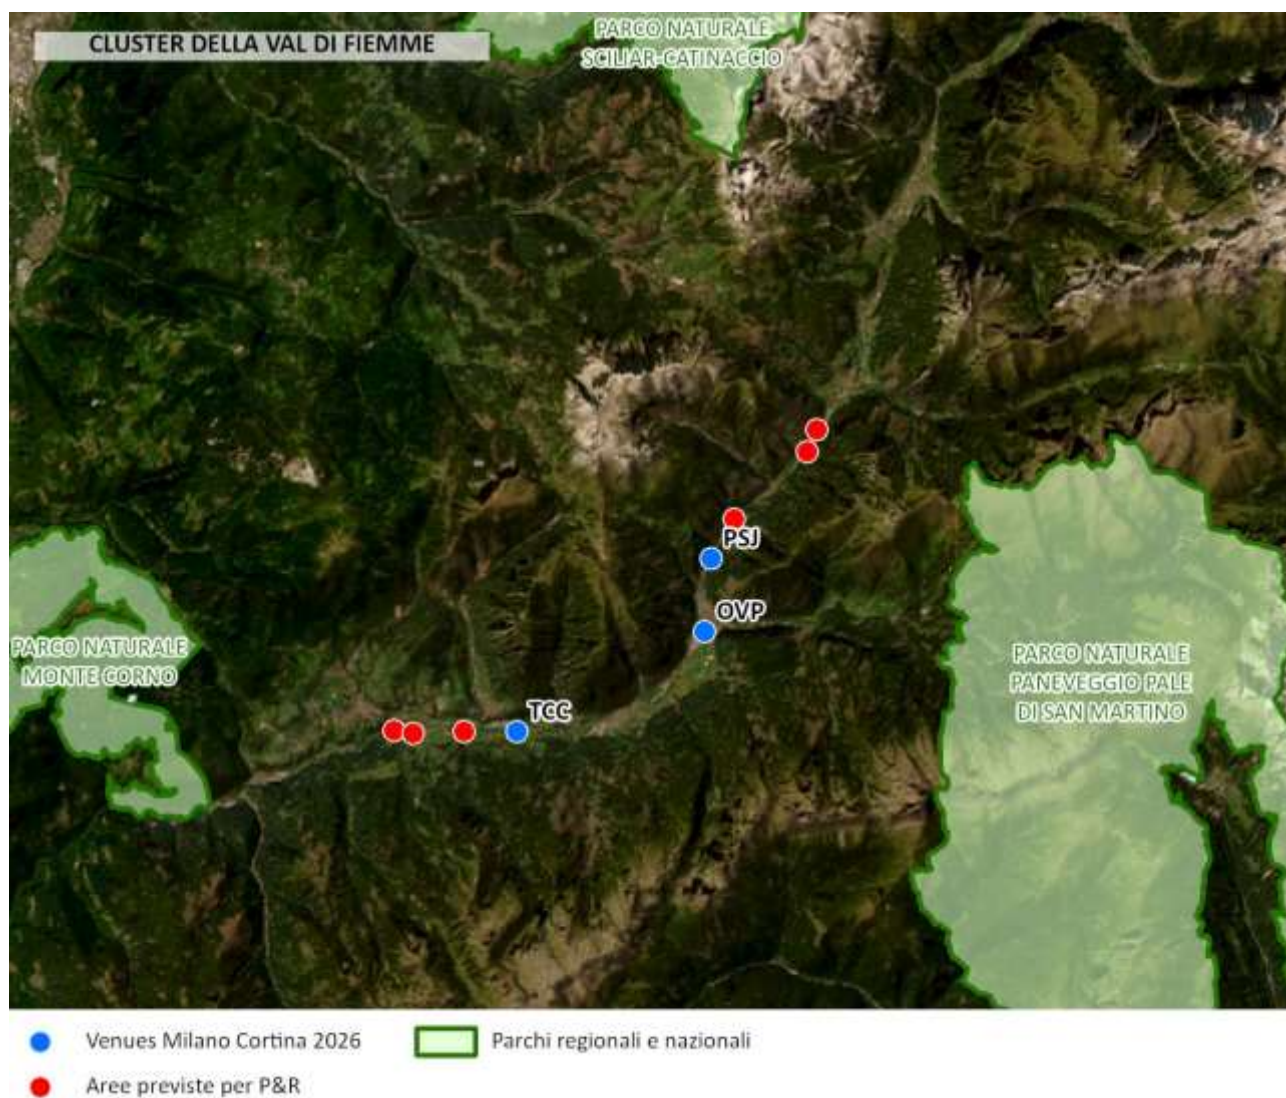 CLUSTER DELLA VAL DI FIEMME
PARCO NATURALE
SCILIAR-CATINACCIO
PSJ
OVP
PARCO NATURALE
MONTE CORNO
PARCO NATURALE
PANEVEGGIO PALE
DI SAN MARTINO
TCC
Venues Milano Cortina 2026
Parchi regionali e nazionali
Aree previste per P&R